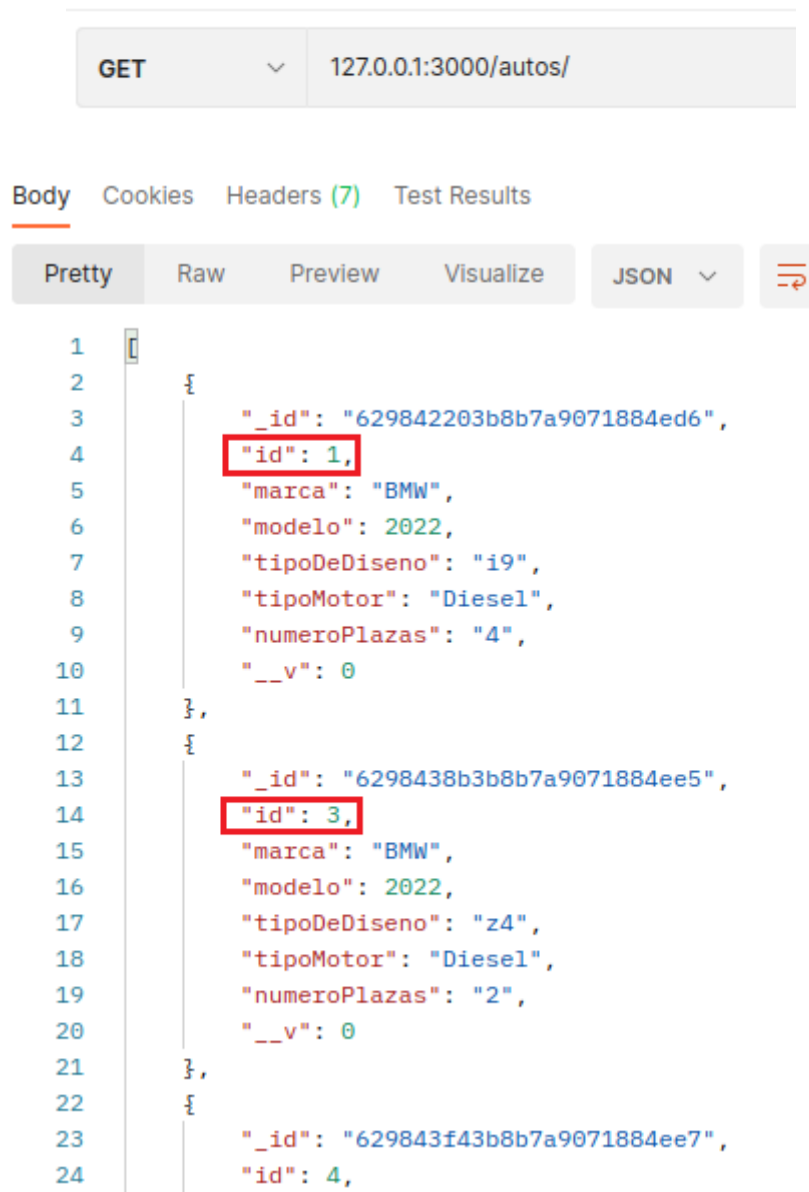 GET 127.0.0.1:3000/autos/
Body Cookies Headers (7) Test Results
Pretty Raw Preview Visualize JSON
1 [
2 {
3 "_id": "629842203b8b7a9071884ed6",
4 "id": 1,
5 "marca": "BMW",
6 "modelo": 2022,
7 "tipoDeDiseno": "i9",
8 "tipoMotor": "Diesel",
9 "numeroPlazas": "4",
10 "__v": 0
11 },
12 {
13 "_id": "6298438b3b8b7a9071884ee5",
14 "id": 3,
15 "marca": "BMW",
16 "modelo": 2022,
17 "tipoDeDiseno": "z4",
18 "tipoMotor": "Diesel",
19 "numeroPlazas": "2",
20 "__v": 0
21 },
22 {
23 "_id": "629843f43b8b7a9071884ee7",
24 "id": 4,